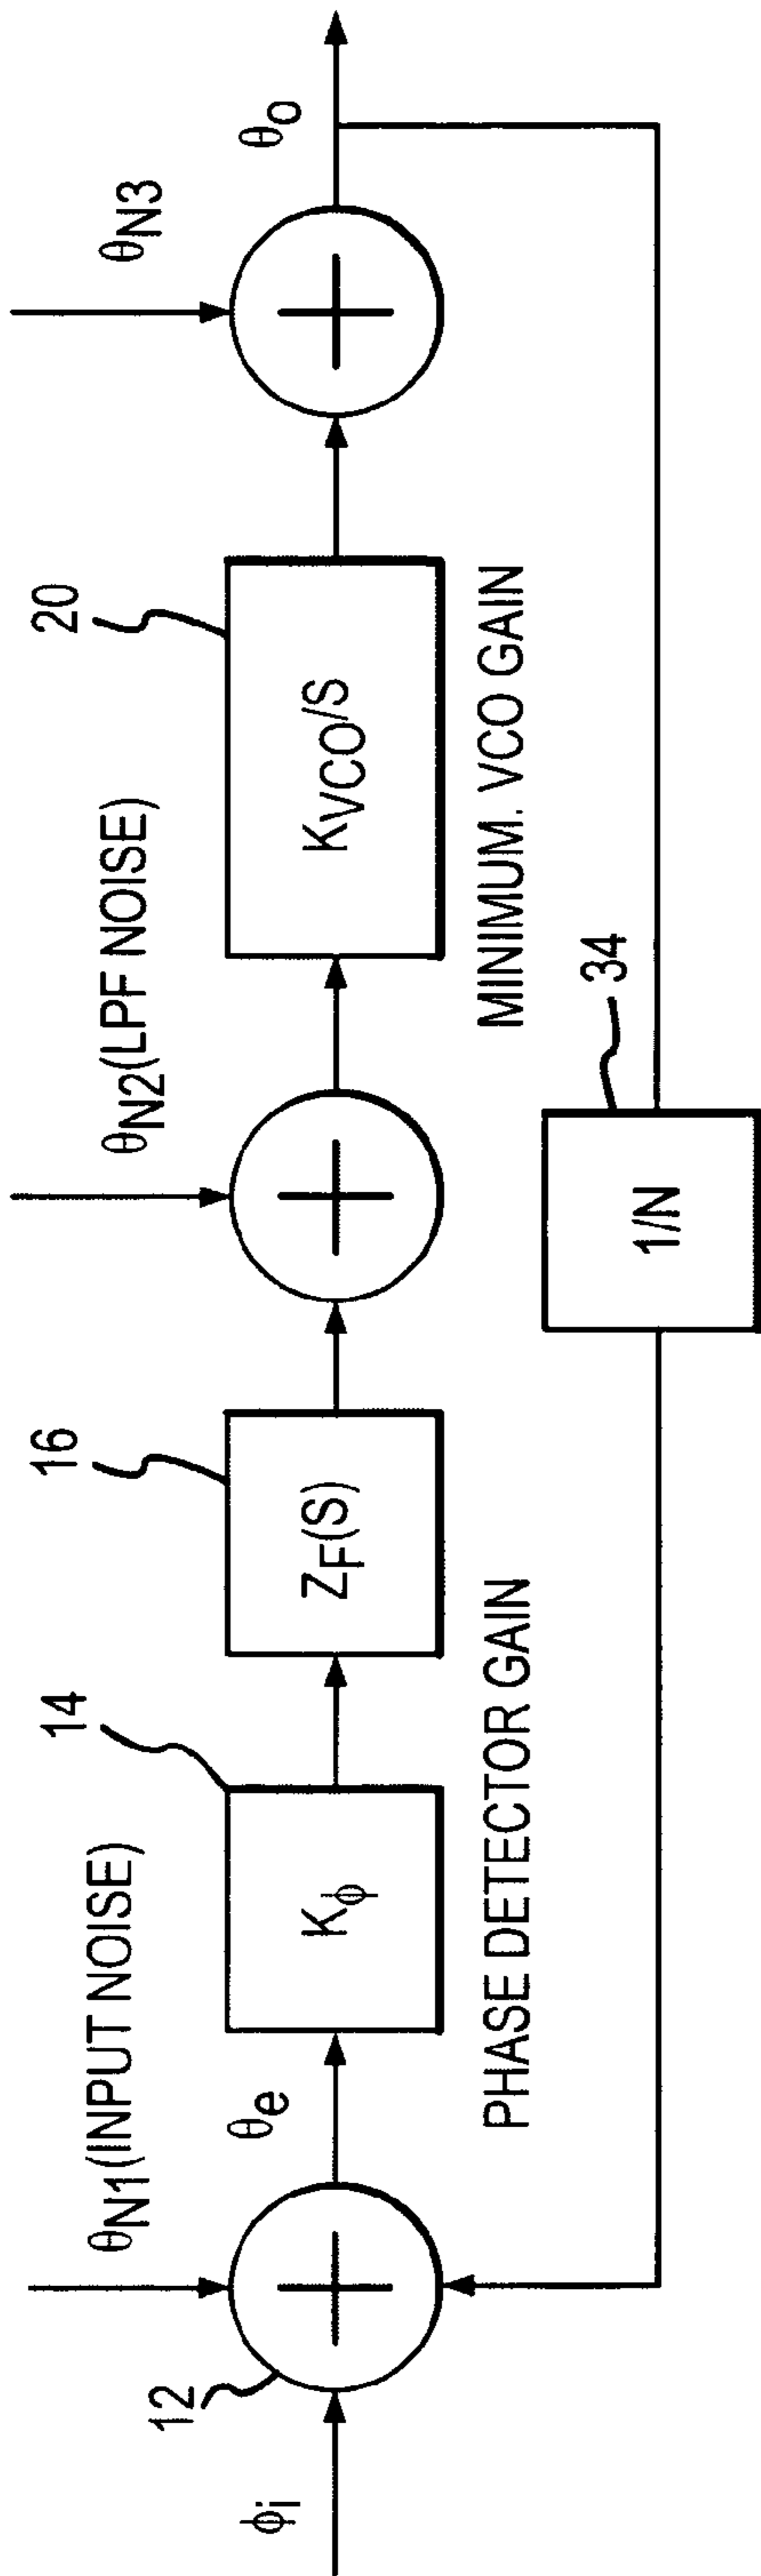 ϕi
12
θN1(INPUT NOISE)
θe
14
Kϕ
PHASE DETECTOR GAIN
16
ZF(S)
θN2(LPF NOISE)
20
KVCO/S
MINIMUM. VCO GAIN
θN3
θo
34
1/N